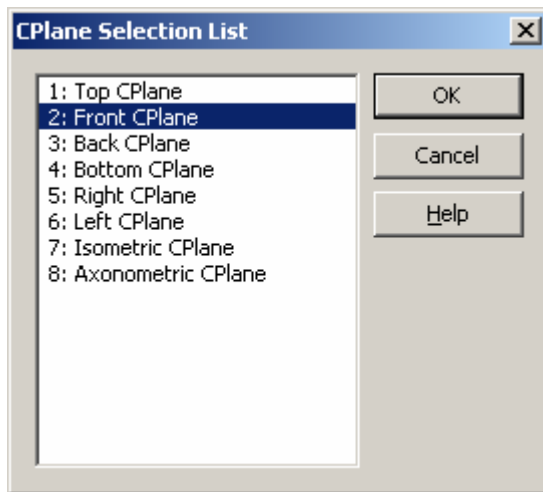 CPlane Selection List
1: Top CPlane
2: Front CPlane
3: Back CPlane
4: Bottom CPlane
5: Right CPlane
6: Left CPlane
7: Isometric CPlane
8: Axonometric CPlane
OK
Cancel
Help